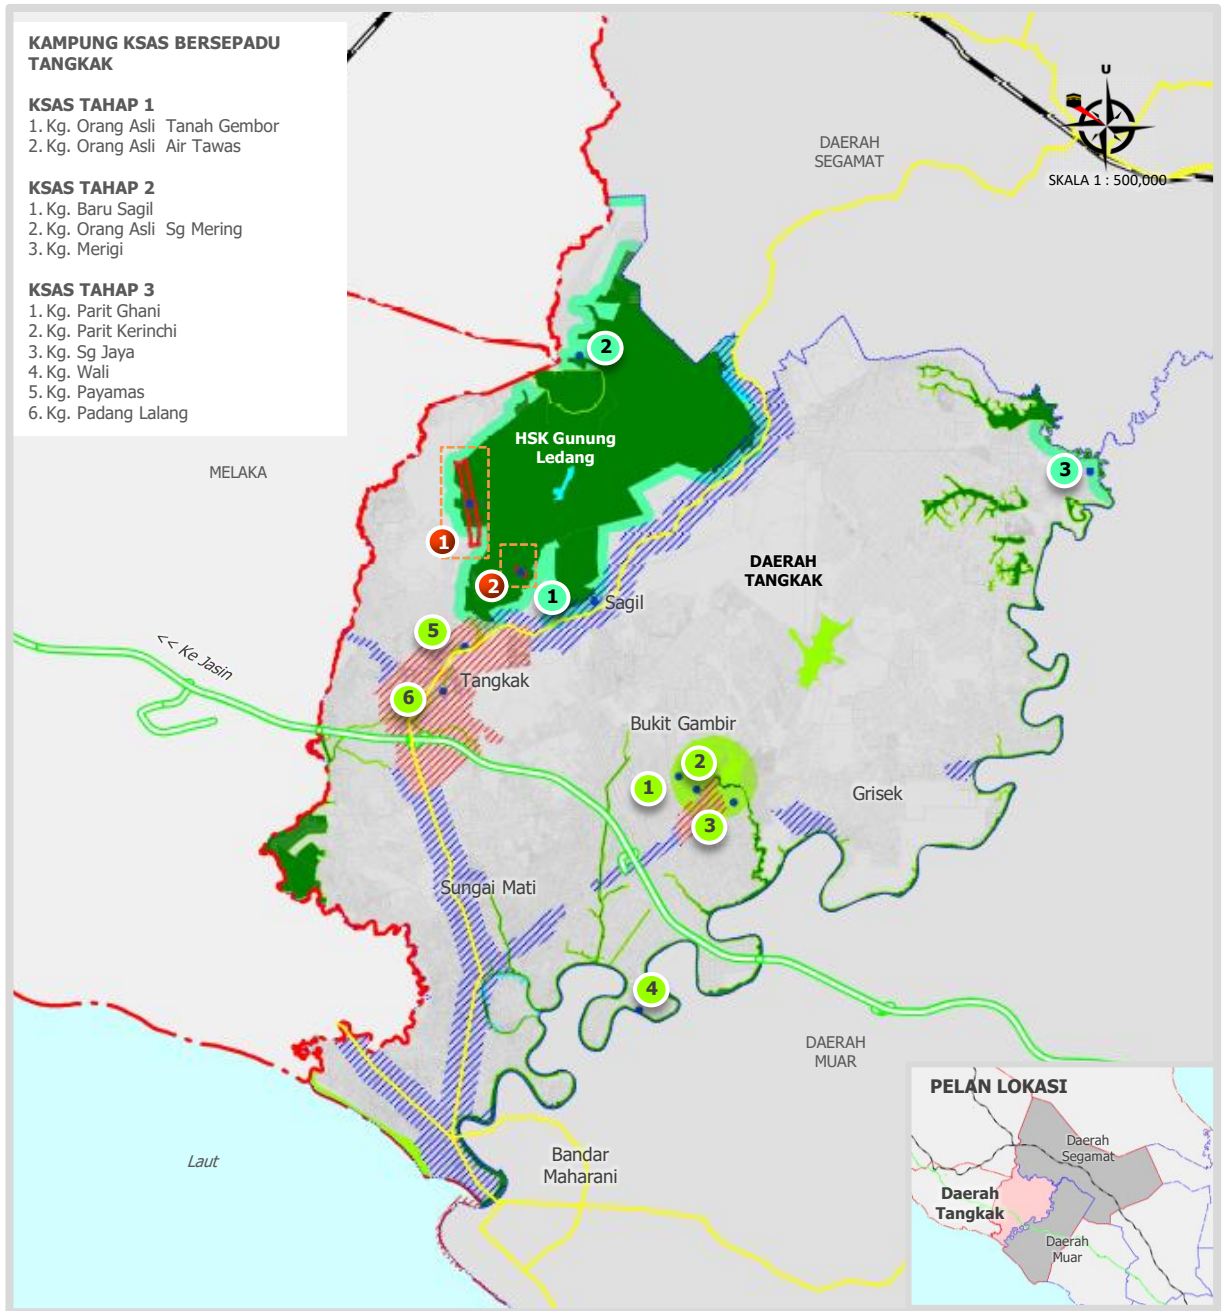 KAMPUNG KSAS BERSEPADU
TANGKAK
KSAS TAHAP 1
1. Kg. Orang Asli Tanah Gembor
2. Kg. Orang Asli Air Tawas
KSAS TAHAP 2
1. Kg. Baru Sagil
2. Kg. Orang Asli Sg Mering
3. Kg. Merigi
KSAS TAHAP 3
1. Kg. Parit Ghani
2. Kg. Parit Kerinchi
3. Kg. Sg Jaya
4. Kg. Wali
5. Kg. Payamas
6. Kg. Padang Lalang
U
SKALA 1 : 500,000
DAERAH
SEGAMAT
2
HSK Gunung
Ledang
MELAKA
3
1
DAERAH
TANGKAK
2
1
Sagil
5
<< Ke Jasin
Tangkak
6
Bukit Gambir
2
1
Grisek
3
Sungai Mati
4
DAERAH
MUAR
Laut
Bandar
Maharani
PELAN LOKASI
Daerah
Segamat
Daerah
Tangkak
Daerah
Muar